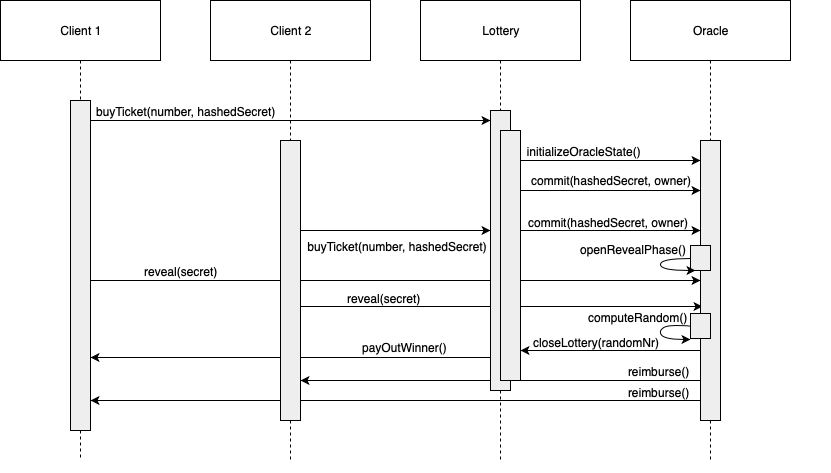 Client 1
Client 2
Lottery
Oracle
buyTicket(number, hashedSecret)
initializeOracleState()
commit(hashedSecret, owner)
commit(hashedSecret, owner)
buyTicket(number, hashedSecret)
openRevealPhase()
reveal(secret)
reveal(secret)
computeRandom()
closeLottery(randomNr)
payOutWinner()
reimburse()
reimburse()